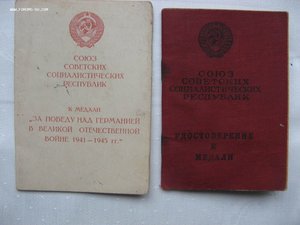 СОЮЗ
СОВЕТСКИХ
СОЦИАЛИСТИЧЕСКИХ
РЕСПУБЛИК
К МЕДАЛИ
"ЗА ПОБЕДУ НАД ГЕРМАНИЕЙ
В ВЕЛИКОЙ ОТЕЧЕСТВЕННОЙ
ВОЙНЕ 1941—1945 гг."
СОЮЗ
СОВЕТСКИХ
СОЦИАЛИСТИЧЕСКИХ
РЕСПУБЛИК
УДОСТОВЕРЕНИЕ
К
МЕДАЛИ